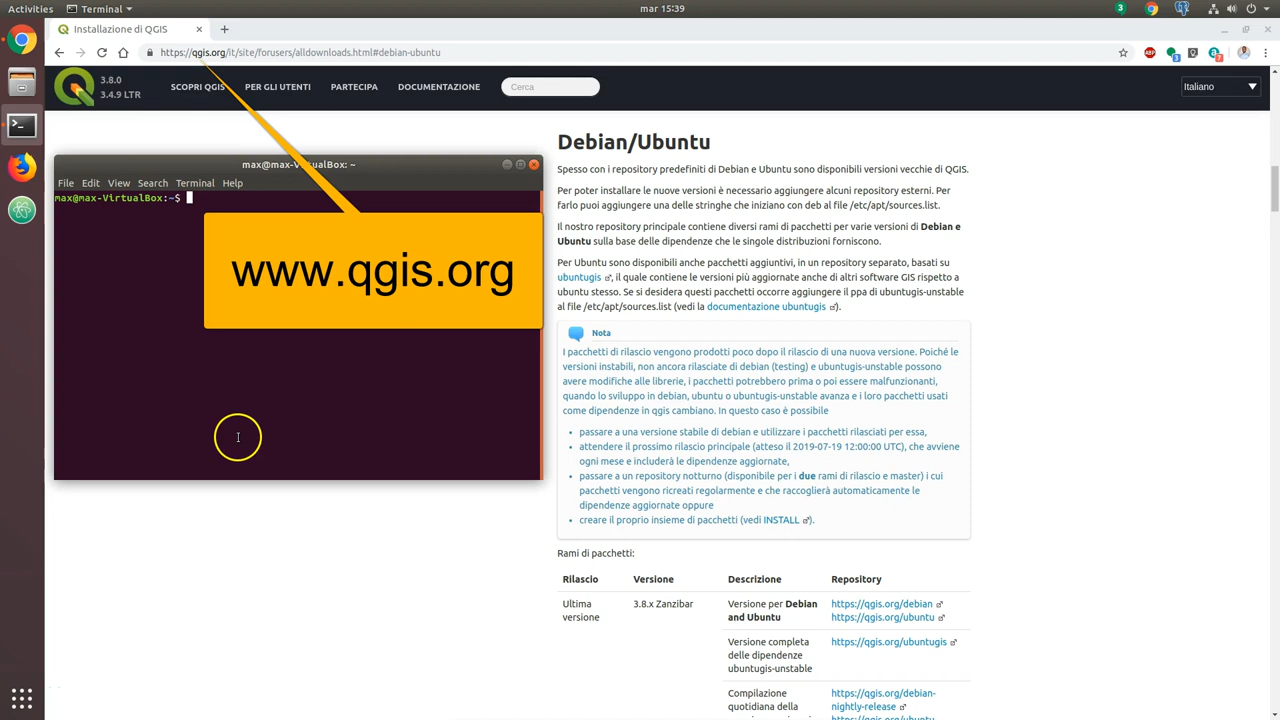 Activities
Terminal
mar 15:39
3
Installazione di QGIS
https://qgis.org/it/site/forusers/alldownloads.html#debian-ubuntu
ABP
3
7
3.8.0
3.4.9 LTR
SCOPRI QGIS
PER GLI UTENTI
PARTECIPA
DOCUMENTAZIONE
Cerca
Italiano
max@max-VirtualBox: ~
File Edit View Search Terminal Help
max@max-VirtualBox:~$
www.qgis.org
Debian/Ubuntu
Spesso con i repository predefiniti di Debian e Ubuntu sono disponibili versioni vecchie di QGIS.
Per poter installare le nuove versioni è necessario aggiungere alcuni repository esterni. Per
farlo puoi aggiungere una delle stringhe che iniziano con deb al file /etc/apt/sources.list.
Il nostro repository principale contiene diversi rami di pacchetti per varie versioni di Debian e
Ubuntu sulla base delle dipendenze che le singole distribuzioni forniscono.
Per Ubuntu sono disponibili anche pacchetti aggiuntivi, in un repository separato, basati su
ubuntugis , il quale contiene le versioni più aggiornate anche di altri software GIS rispetto a
ubuntu stesso. Se si desidera questi pacchetti occorre aggiungere il ppa di ubuntugis-unstable
al file /etc/apt/sources.list (vedi la documentazione ubuntugis ).
Nota
I pacchetti di rilascio vengono prodotti poco dopo il rilascio di una nuova versione. Poiché le
versioni instabili, non ancora rilasciate di debian (testing) e ubuntugis-unstable possono
avere modifiche alle librerie, i pacchetti potrebbero prima o poi essere malfunzionanti,
quando lo sviluppo in debian, ubuntu o ubuntugis-unstable avanza e i loro pacchetti usati
come dipendenze in qgis cambiano. In questo caso è possibile
• passare a una versione stabile di debian e utilizzare i pacchetti rilasciati per essa,
• attendere il prossimo rilascio principale (atteso il 2019-07-19 12:00:00 UTC), che avviene
ogni mese e includerà le dipendenze aggiornate,
• passare a un repository notturno (disponibile per i due rami di rilascio e master) i cui
pacchetti vengono ricreati regolarmente e che raccoglierà automaticamente le
dipendenze aggiornate oppure
• creare il proprio insieme di pacchetti (vedi INSTALL ).
Rami di pacchetti:
Rilascio Versione Descrizione Repository
Ultima
versione
3.8.x Zanzibar
Versione per Debian
and Ubuntu
https://qgis.org/debian
https://qgis.org/ubuntu
Versione completa
delle dipendenze
ubuntugis-unstable
https://qgis.org/ubuntugis
Compilazione
quotidiana della
https://qgis.org/debian-
nightly-release
https://qgis.org/ubuntu